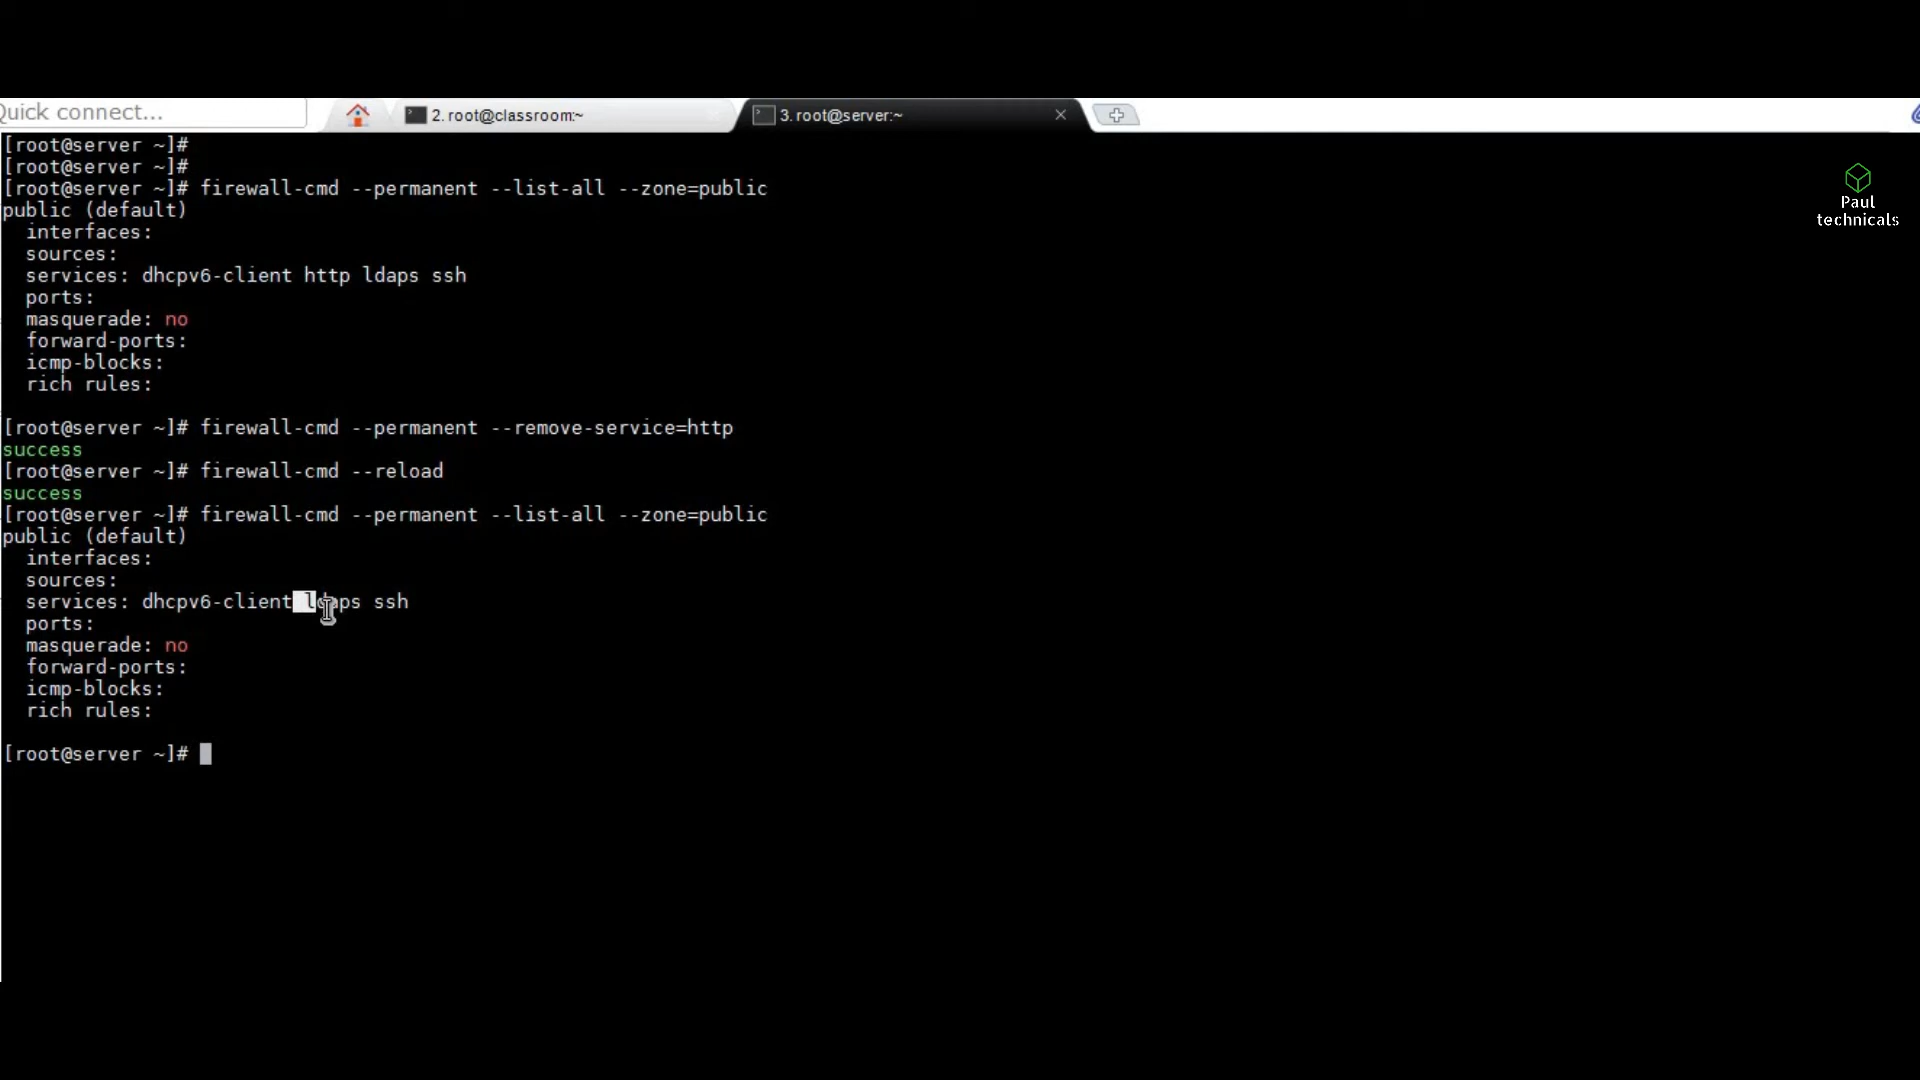 Quick connect...
2. root@classroom:~
3. root@server:~
[root@server ~]#
[root@server ~]#
[root@server ~]# firewall-cmd --permanent --list-all --zone=public
public (default)
  interfaces:
  sources:
  services: dhcpv6-client http ldaps ssh
  ports:
  masquerade: no
  forward-ports:
  icmp-blocks:
  rich rules:
[root@server ~]# firewall-cmd --permanent --remove-service=http
success
[root@server ~]# firewall-cmd --reload
success
[root@server ~]# firewall-cmd --permanent --list-all --zone=public
public (default)
  interfaces:
  sources:
  services: dhcpv6-client ldaps ssh
  ports:
  masquerade: no
  forward-ports:
  icmp-blocks:
  rich rules:
[root@server ~]#
Paul
technicals